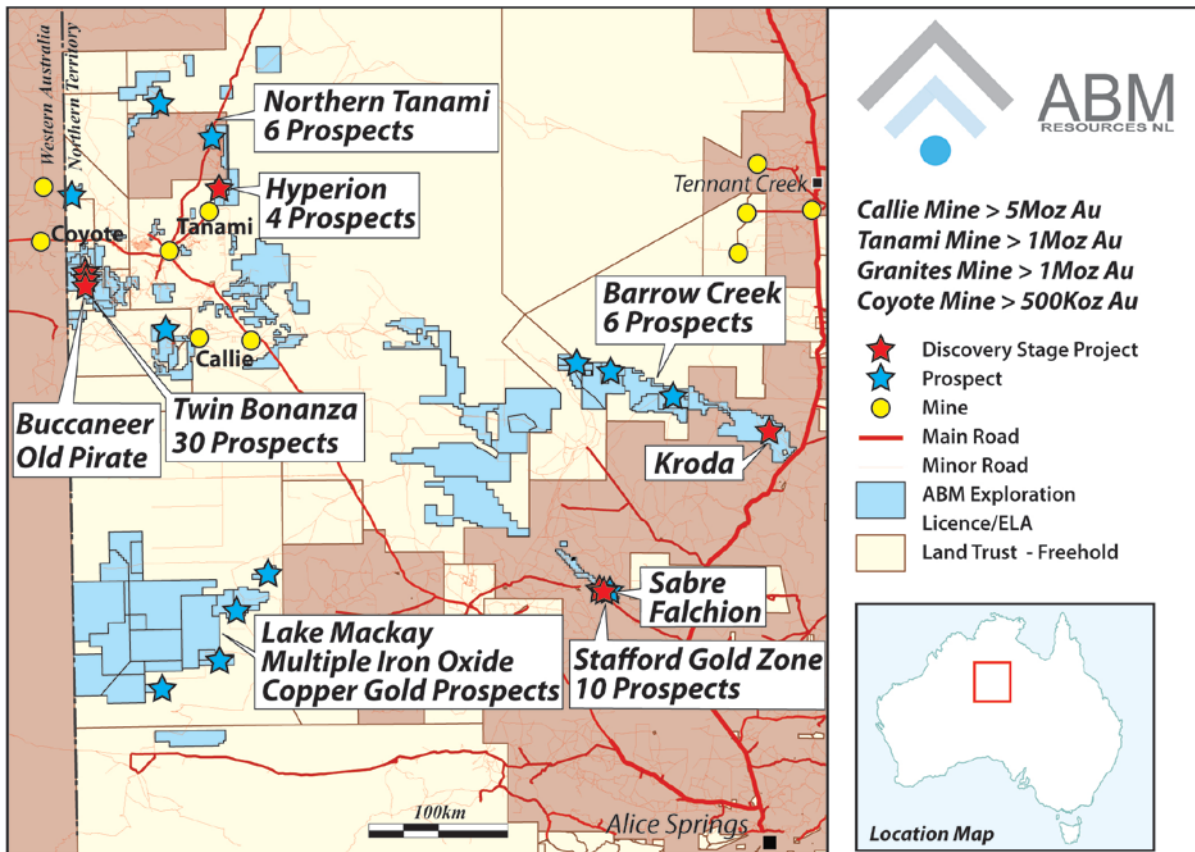 Western Australia
Northern Territory
Northern Tanami
6 Prospects
Hyperion
4 Prospects
Tennant Creek
Coyote
Tanami
Barrow Creek
6 Prospects
Callie
Buccaneer
Old Pirate
Twin Bonanza
30 Prospects
Kroda
Sabre
Falchion
Lake Mackay
Multiple Iron Oxide
Copper Gold Prospects
Stafford Gold Zone
10 Prospects
100km
Alice Springs
ABM
RESOURCES NL
Callie Mine > 5Moz Au
Tanami Mine > 1Moz Au
Granites Mine > 1Moz Au
Coyote Mine > 500Koz Au
Discovery Stage Project
Prospect
Mine
Main Road
Minor Road
ABM Exploration
Licence/ELA
Land Trust - Freehold
Location Map